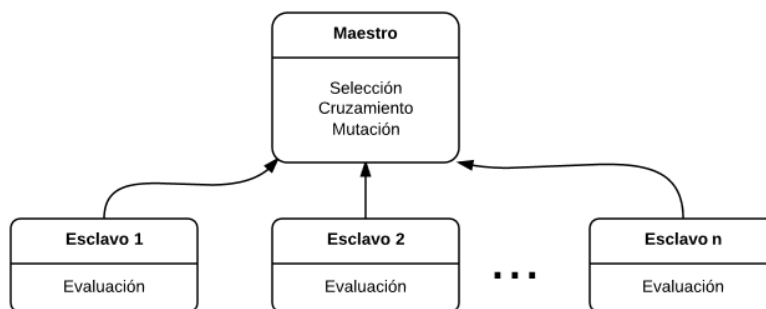 Maestro
Selección
Cruzamiento
Mutación
Esclavo 1
Evaluación
Esclavo 2
Evaluación
...
Esclavo n
Evaluación